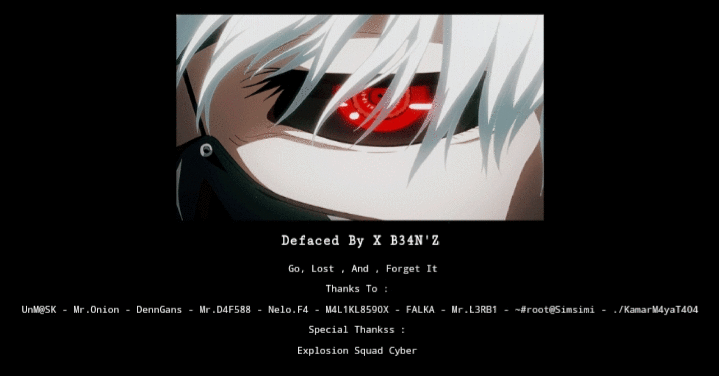 Defaced By X B34N'Z
Go, Lost , And , Forget It
Thanks To :
UnM@SK - Mr.Onion - DennGans - Mr.D4F588 - Nelo.F4 - M4L1KL8590X - FALKA - Mr.L3RB1 - ~#root@Simsimi - ./KamarM4yaT404
Special Thankss :
Explosion Squad Cyber